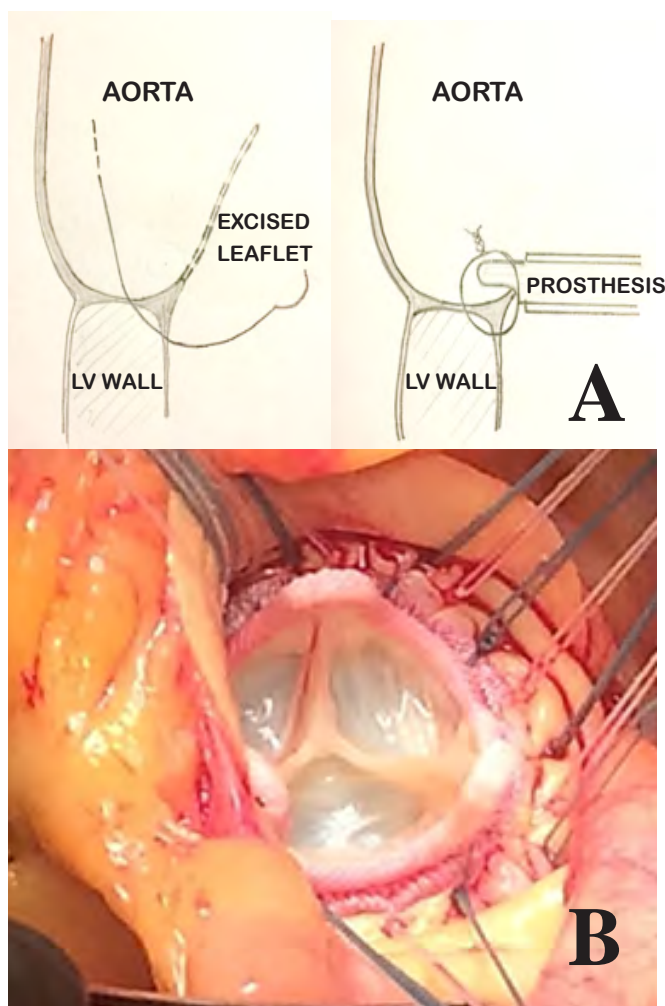 AORTA
EXCISED
LEAFLET
LV WALL
AORTA
PROSTHESIS
LV WALL
A
B